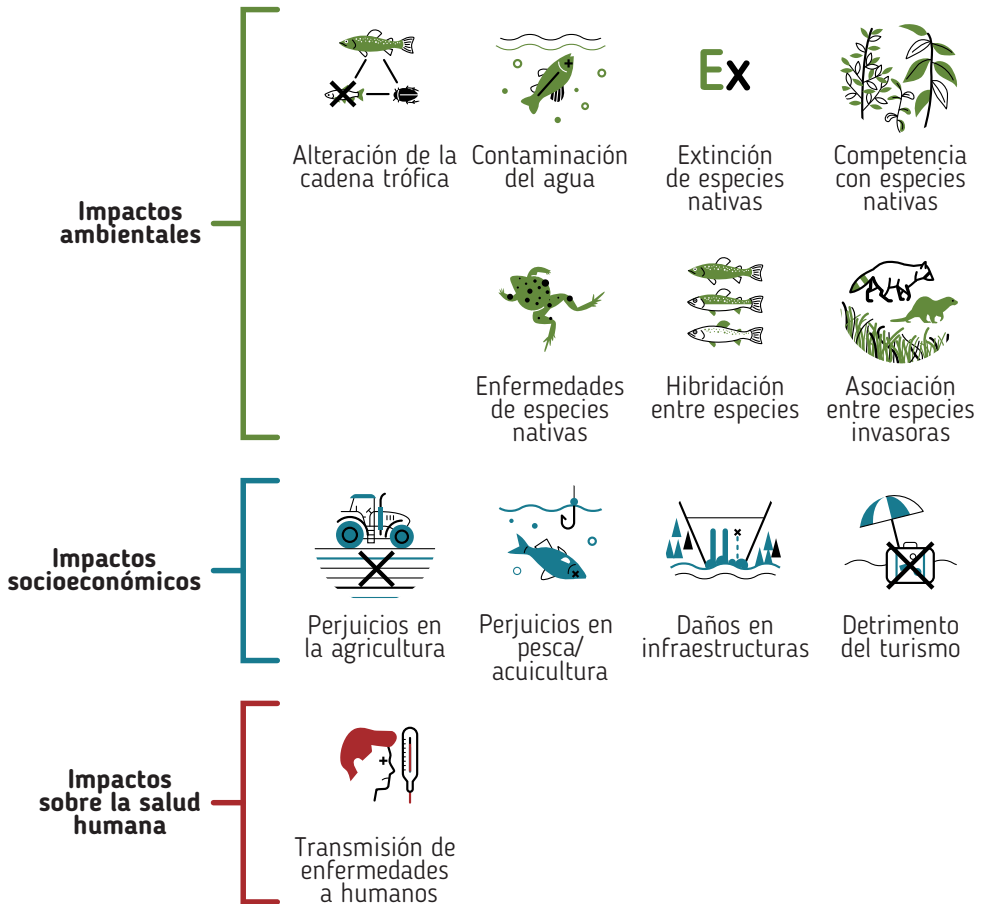 Impactos
ambientales
Alteración de la
cadena trófica
Contaminación
del agua
Ex
Extinción
de especies
nativas
Competencia
con especies
nativas
Enfermedades
de especies
nativas
Hibridación
entre especies
Asociación
entre especies
invasoras
Impactos
socioeconómicos
Perjuicios en
la agricultura
Perjuicios en
pesca/
acuicultura
Daños en
infraestructuras
Detrimento
del turismo
Impactos
sobre la salud
humana
Transmisión de
enfermedades
a humanos